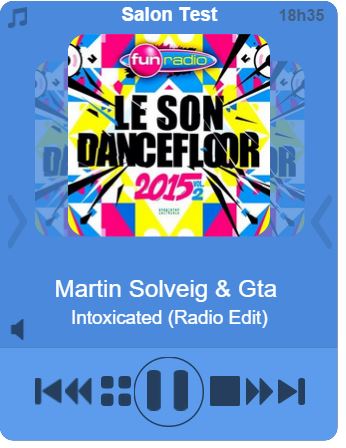 Salon Test
18h35
fun radio
LE SON
DANCEFLOOR
2015 VOL.2
Martin Solveig & Gta
Intoxicated (Radio Edit)